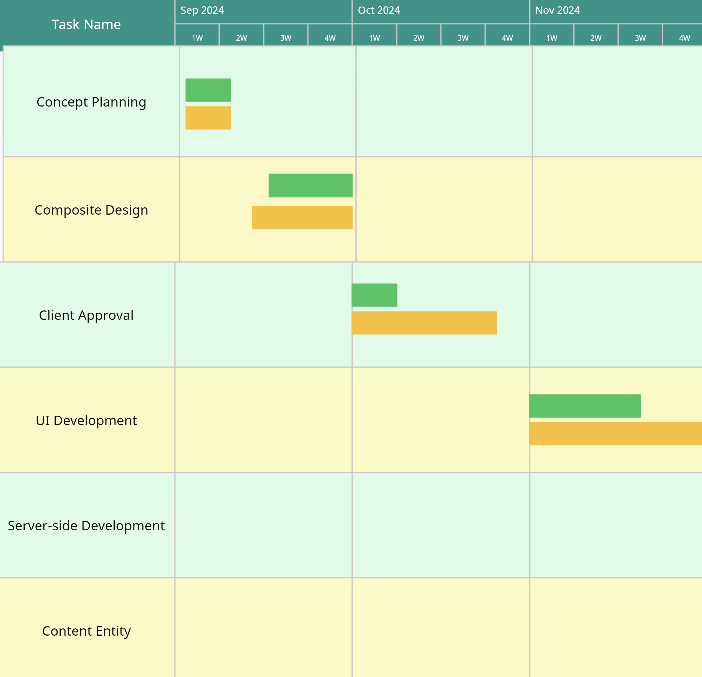 Task Name
Sep 2024
Oct 2024
Nov 2024
1W 2W 3W 4W 1W 2W 3W 4W 1W 2W 3W 4W
Concept Planning
Composite Design
Client Approval
UI Development
Server-side Development
Content Entity